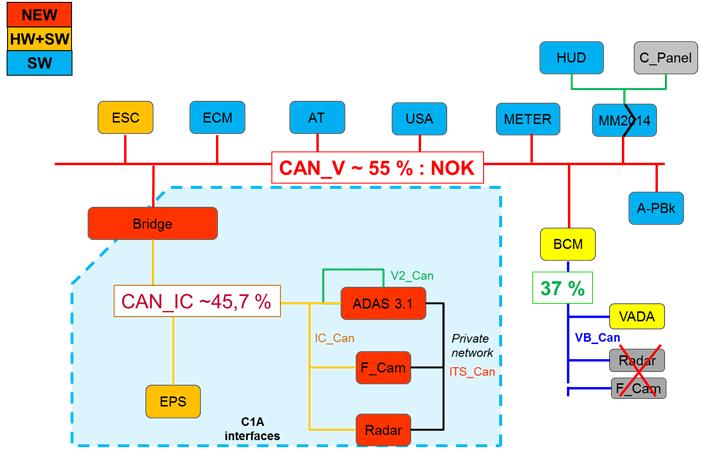 NEW
HW+SW
SW
HUD
C_Panel
ESC
ECM
AT
USA
METER
MM2014
CAN_V ~ 55 % : NOK
A-PBk
Bridge
BCM
V2_Can
CAN_IC ~45,7 %
ADAS 3.1
37 %
VADA
IC_Can
Private
network
VB_Can
F_Cam
ITS_Can
Radar
F_Cam
EPS
C1A
interfaces
Radar